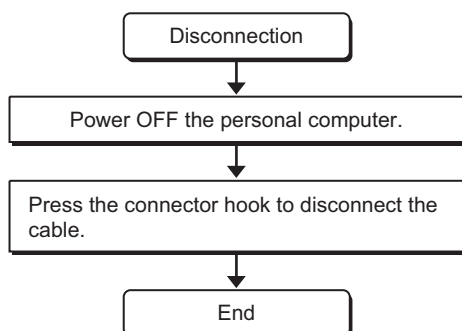 Disconnection
Power OFF the personal computer.
Press the connector hook to disconnect the
cable.
End